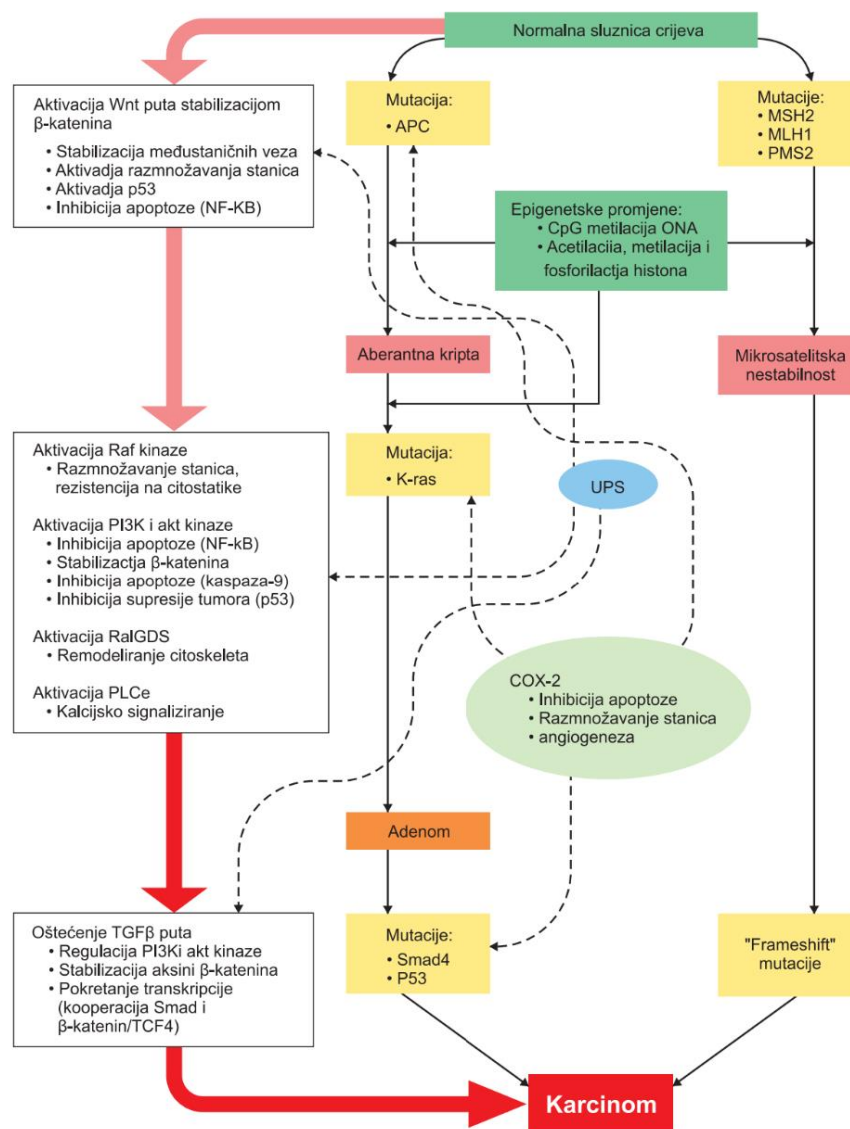 Normalna sluznica crijeva
Aktivacija Wnt puta stabilizacijom
β-katenina
• Stabilizacija međustaničnih veza
• Aktivacija razmnožavanja stanica
• Aktivadja p53
• Inhibicija apoptoze (NF-KB)
Mutacija:
• APC
Mutacije:
• MSH2
• MLH1
• PMS2
Epigenetske promjene:
• CpG metilacija ONA
• Acetilaciia, metilacija i
fosforilactja histona
Aberantna kripta
Mikrosatelitska
nestabilnost
Aktivacija Raf kinaze
• Razmnožavanje stanica,
rezistencija na citostatike
Aktivacija PI3K i akt kinaze
• Inhibicija apoptoze (NF-kB)
• Stabilizactja β-katenina
• Inhibicija apoptoze (kaspaza-9)
• Inhibicija supresije tumora (p53)
Aktivacija RalGDS
• Remodeliranje citoskeleta
Aktivacija PLCe
• Kalcijsko signaliziranje
Mutacija:
• K-ras
UPS
COX-2
• Inhibicija apoptoze
• Razmnožavanje stanica
• angiogeneza
Adenom
Oštećenje TGFβ puta
• Regulacija PI3Ki akt kinaze
• Stabilizacija aksini β-katenina
• Pokretanje transkripcije
(kooperacija Smad i
β-katenin/TCF4)
Mutacije:
• Smad4
• P53
"Frameshift"
mutacije
Karcinom